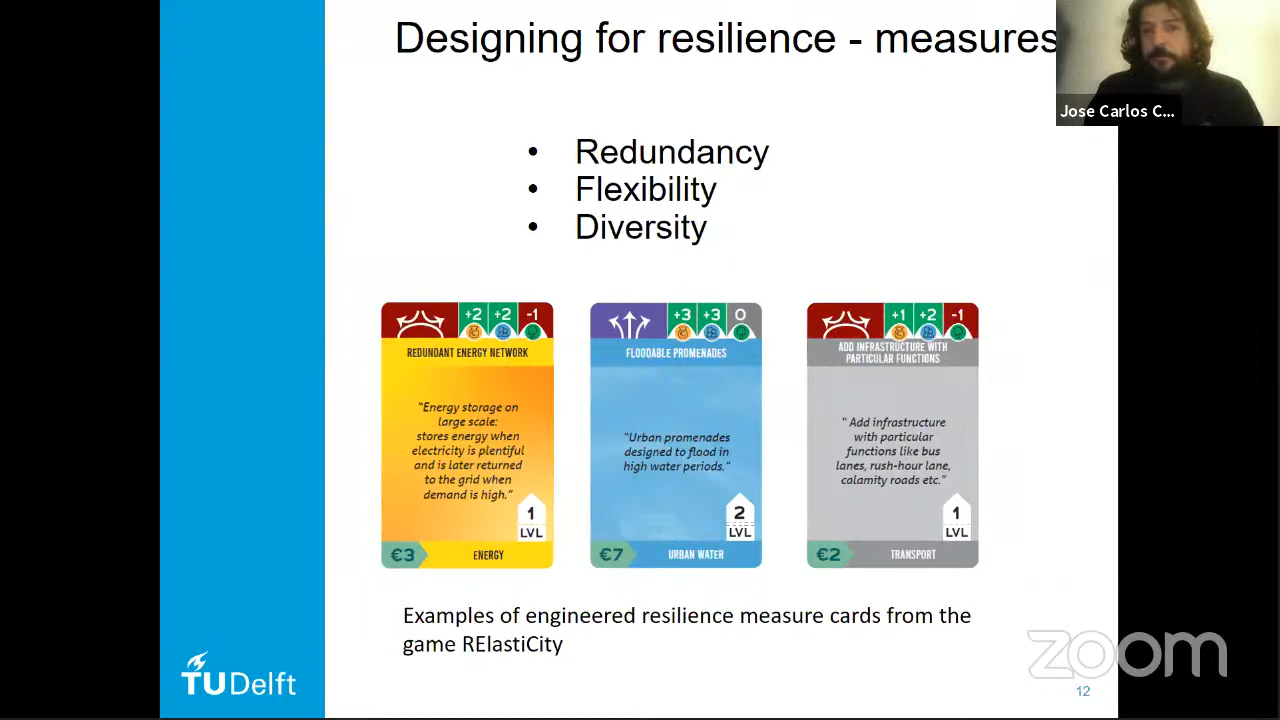 Designing for resilience - measures
Jose Carlos C...
• Redundancy
• Flexibility
• Diversity
+2 +2 -1
REDUNDANT ENERGY NETWORK
"Energy storage on
large scale:
stores energy when
electricity is plentiful
and is later returned
to the grid when
demand is high."
1
LVL
€3
ENERGY
+3 +3 0
FLOODABLE PROMENADES
"Urban promenades
designed to flood in
high water periods."
2
LVL
€7
URBAN WATER
+1 +2 -1
ADD INFRASTRUCTURE WITH
PARTICULAR FUNCTIONS
" Add infrastructure
with particular
functions like bus
lanes, rush-hour lane,
calamity roads etc."
1
LVL
€2
TRANSPORT
Examples of engineered resilience measure cards from the
game RElastiCity
TUDelft
zoom
12